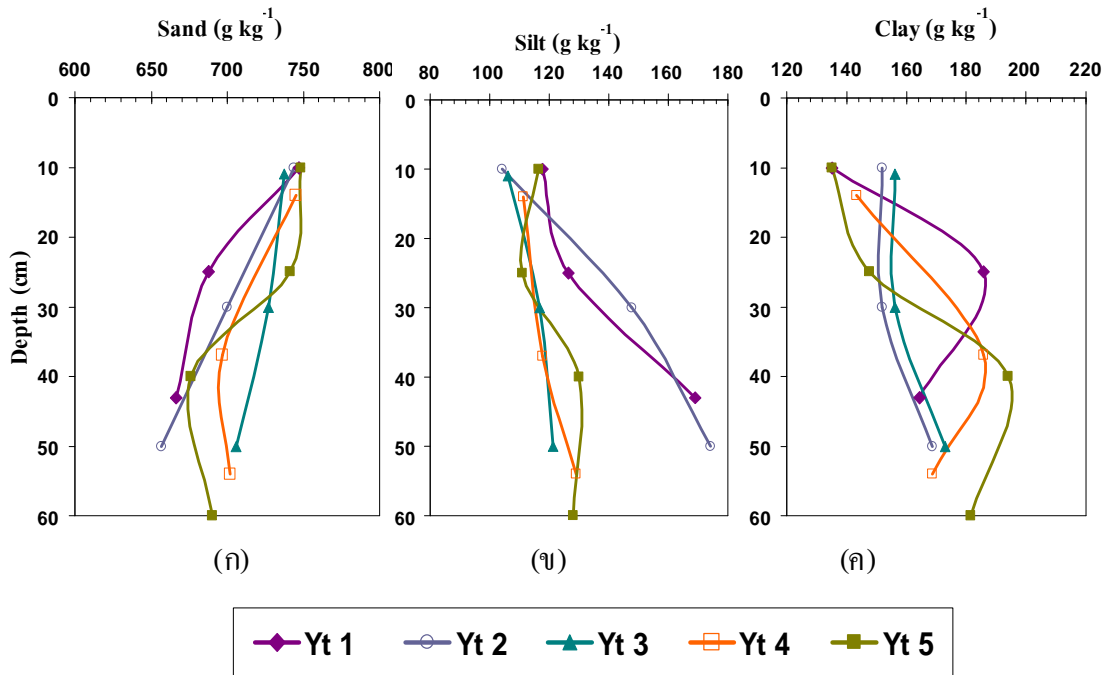 Sand (g kg-1)
Silt (g kg-1)
Clay (g kg-1)
600 650 700 750 800
80 100 120 140 160 180
120 140 160 180 200 220
Depth (cm)
0
10
20
30
40
50
60
0
10
20
30
40
50
60
0
10
20
30
40
50
60
(ก)
(ข)
(ค)
Yt 1 Yt 2 Yt 3 Yt 4 Yt 5